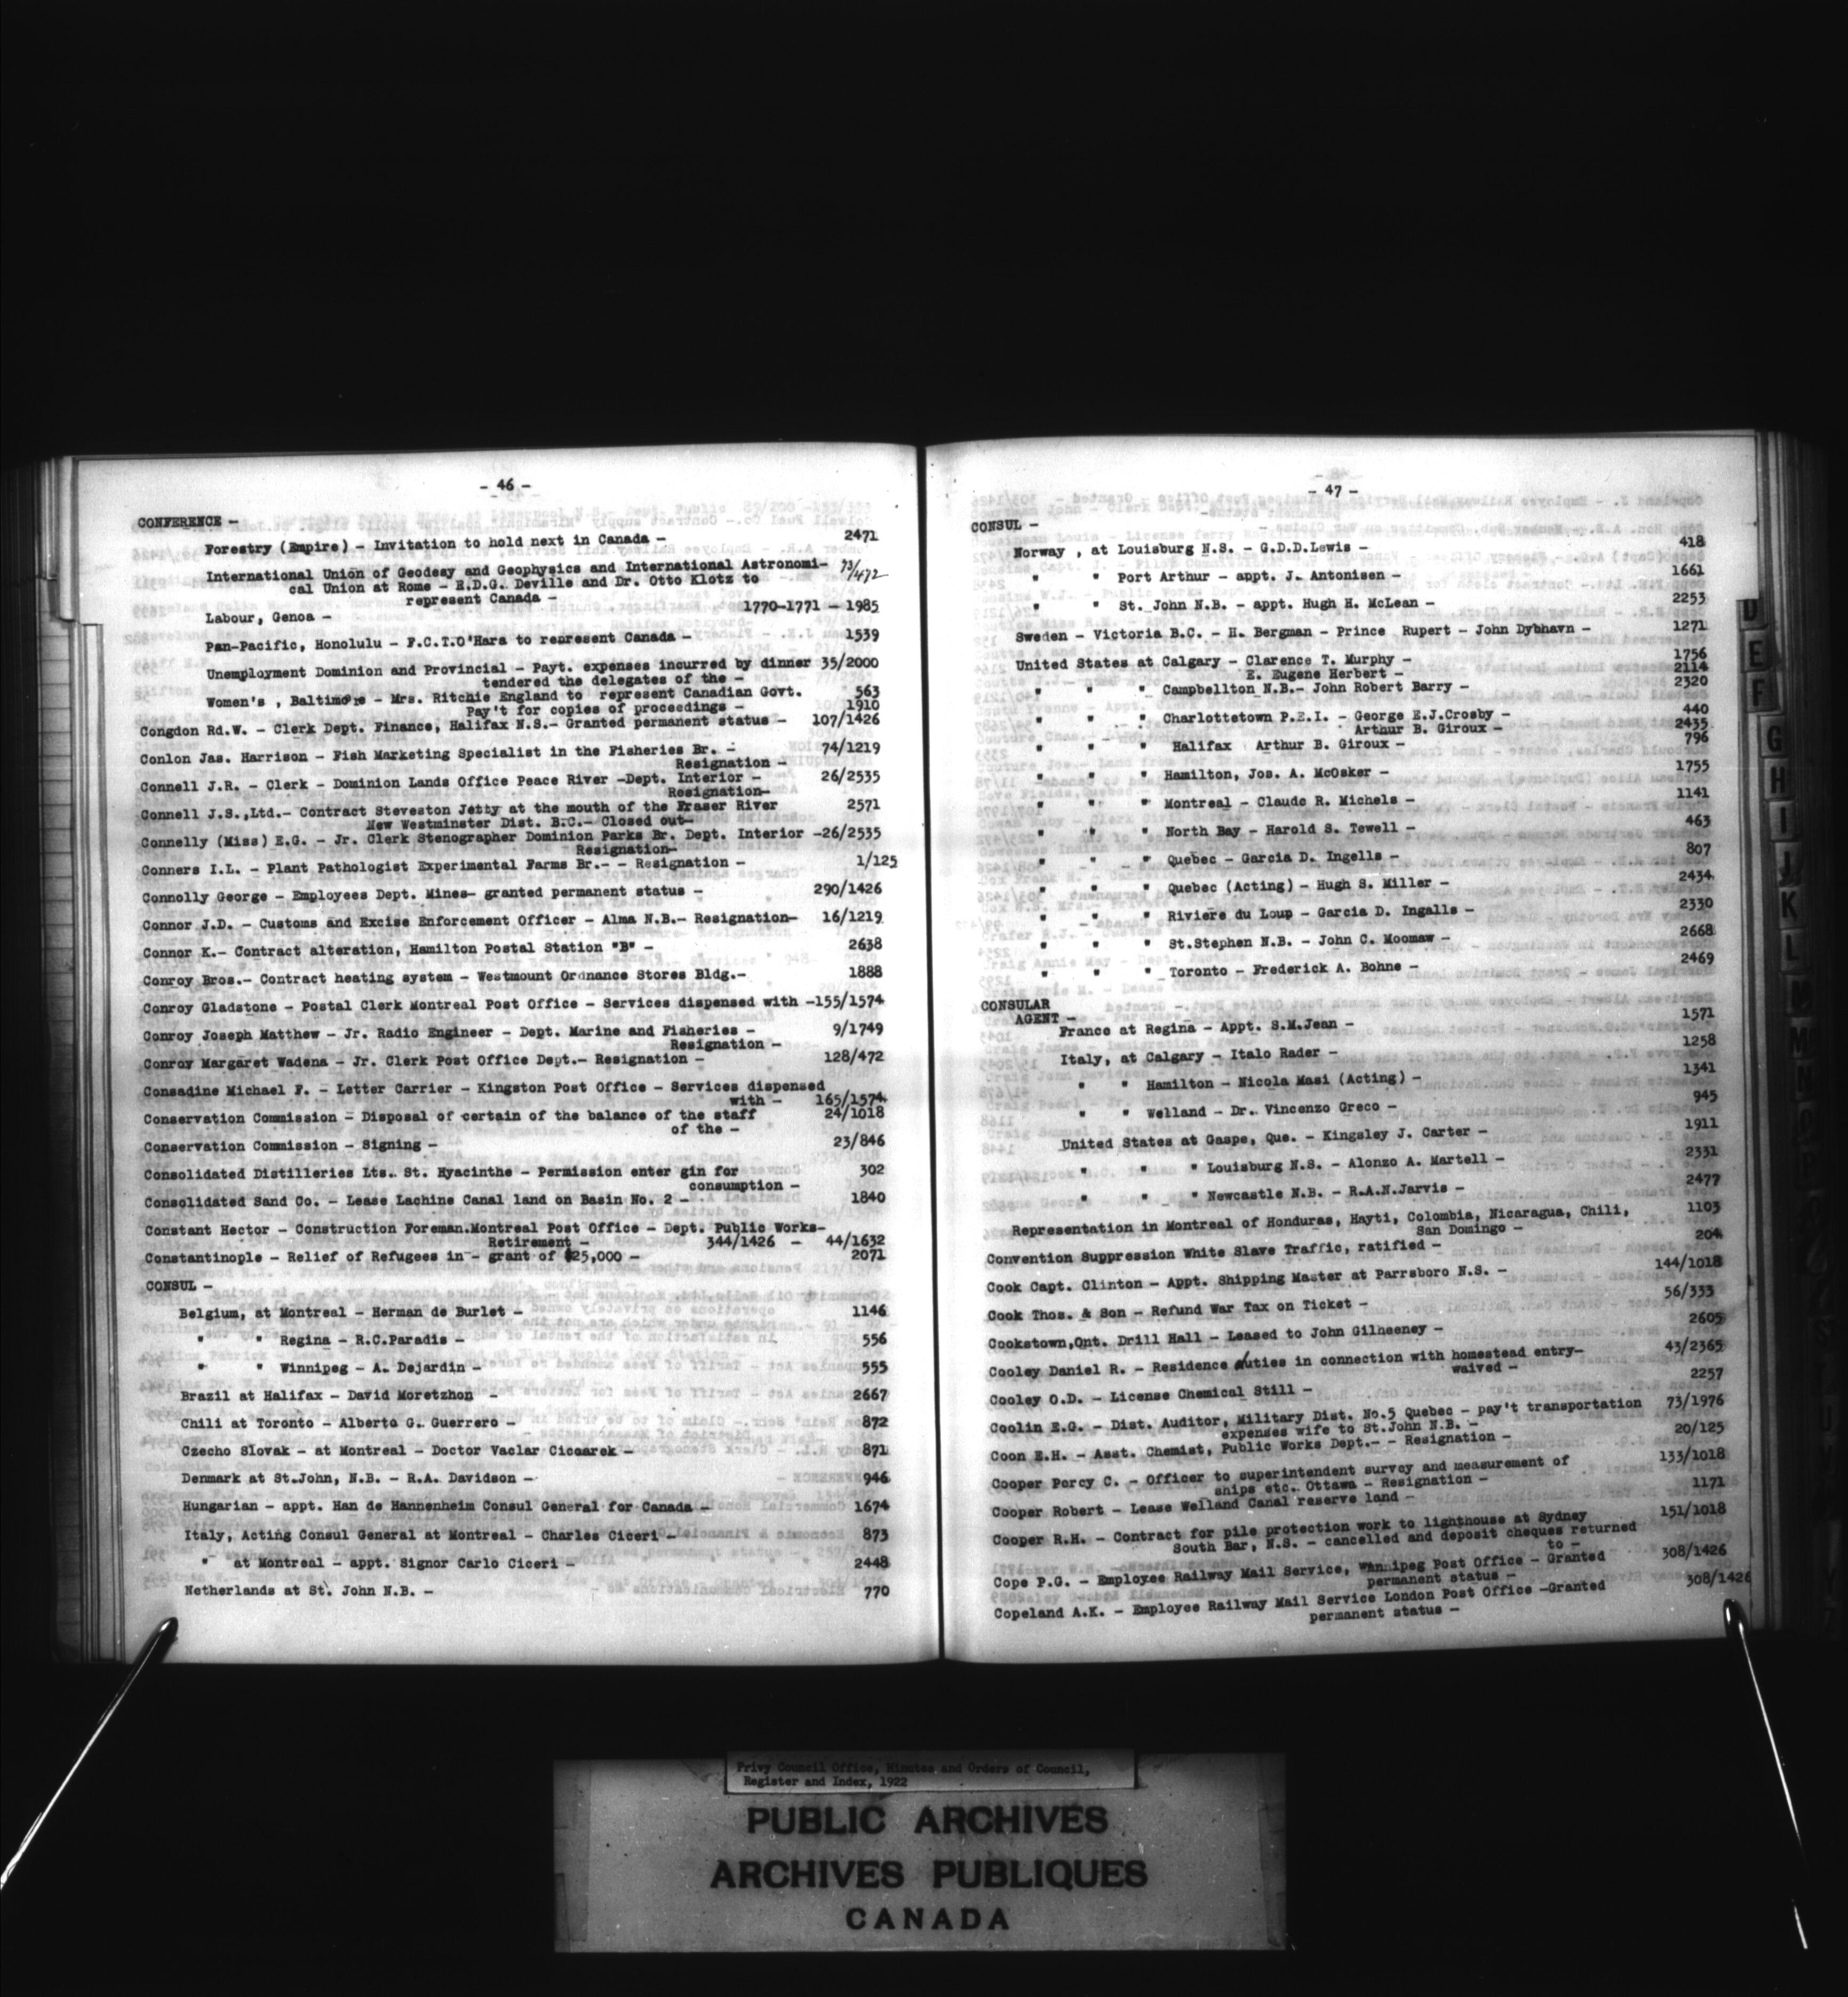 - 46 -
CONFERENCE -
Forestry (Empire) - Invitation to hold next in Canada - 2471
International Union of Geodesy and Geophysics and International Astronomi- 73/472
cal Union at Rome - E.D.G. Deville and Dr. Otto Klotz to
represent Canada -
Labour, Genoa - 1770-1771 - 1985
Pan-Pacific, Honolulu - F.C.T.O'Hara to represent Canada - 1539
Unemployment Dominion and Provincial - Payt. expenses incurred by dinner 35/2000
tendered the delegates of the -
Women's , Baltimore - Mrs. Ritchie England to represent Canadian Govt. 563
Pay't for copies of proceedings - 1910
Congdon Rd.W. - Clerk Dept. Finance, Halifax N.S.- Granted permanent status - 107/1426
Conlon Jas. Harrison - Fish Marketing Specialist in the Fisheries Br. - 74/1219
Resignation -
Connell J.R. - Clerk - Dominion Lands Office Peace River -Dept. Interior - 26/2535
Resignation-
Connell J.S.,Ltd.- Contract Steveston Jetty at the mouth of the Fraser River 2571
New Westminster Dist. B.C.- Closed out-
Connelly (Miss) E.G. - Jr. Clerk Stenographer Dominion Parks Br. Dept. Interior -26/2535
Resignation-
Conners I.L. - Plant Pathologist Experimental Farms Br.- - Resignation - 1/125
Connolly George - Employees Dept. Mines- granted permanent status - 290/1426
Connor J.D. - Customs and Excise Enforcement Officer - Alma N.B.- Resignation- 16/1219
Connor K.- Contract alteration, Hamilton Postal Station "B" - 2638
Conroy Bros.- Contract heating system - Westmount Ordnance Stores Bldg.- 1888
Conroy Gladstone - Postal Clerk Montreal Post Office - Services dispensed with -155/1574
Conroy Joseph Matthew - Jr. Radio Engineer - Dept. Marine and Fisheries - 9/1749
Resignation -
Conroy Margaret Wadena - Jr. Clerk Post Office Dept.- Resignation - 128/472
Consadine Michael F. - Letter Carrier - Kingston Post Office - Services dispensed
with - 165/1574
Conservation Commission - Disposal of certain of the balance of the staff 24/1018
of the -
Conservation Commission - Signing - 23/846
Consolidated Distilleries Lts. St. Hyacinthe - Permission enter gin for 302
consumption -
Consolidated Sand Co. - Lease Lachine Canal land on Basin No. 2 - 1840
Constant Hector - Construction Foreman.Montreal Post Office - Dept. Public Works-
Retirement - 344/1426 - 44/1632
Constantinople - Relief of Refugees in - grant of $25,000 - 2071
CONSUL -
Belgium, at Montreal - Herman de Burlet - 1146
" " Regina - R.C.Paradis - 556
" " Winnipeg - A. Dejardin - 555
Brazil at Halifax - David Moretzhon - 2667
Chili at Toronto - Alberto G. Guerrero - 872
Czecho Slovak - at Montreal - Doctor Vaclar Cicaarek - 871
Denmark at St.John, N.B. - R.A. Davidson - 946
Hungarian - appt. Han de Hannenheim Consul General for Canada - 1674
Italy, Acting Consul General at Montreal - Charles Ciceri - 873
" at Montreal - appt. Signor Carlo Ciceri - 2448
Netherlands at St. John N.B. - 770
- 47 -
CONSUL -
Norway , at Louisburg N.S. - G.D.D.Lewis - 418
" " Port Arthur - appt. J. Antonisen - 1661
" " St. John N.B. - appt. Hugh H. McLean - 2253
Sweden - Victoria B.C. - H. Bergman - Prince Rupert - John Dybhavn - 1271
United States at Calgary - Clarence T. Murphy - 1756
E. Eugene Herbert - 2114
" " " Campbellton N.B.- John Robert Barry - 2320
" " " Charlottetown P.E.I. - George E.J.Crosby - 440
Arthur B. Giroux - 2435
" " " Halifax Arthur B. Giroux - 796
" " " Hamilton, Jos. A. McOsker - 1755
" " " Montreal - Claude R. Michels - 1141
" " " North Bay - Harold S. Tewell - 463
" " " Quebec - Garcia D. Ingells - 807
" " " Quebec (Acting) - Hugh S. Miller - 2434
" " " Riviere du Loup - Garcia D. Ingalls - 2330
" " " St.Stephen N.B. - John C. Moomaw - 2668
" " " Toronto - Frederick A. Bohne - 2469
CONSULAR
AGENT -
France at Regina - Appt. S.M.Jean - 1571
Italy, at Calgary - Italo Rader - 1258
" " Hamilton - Nicola Masi (Acting) - 1341
" " Welland - Dr. Vincenzo Greco - 945
United States at Gaspe, Que. - Kingsley J. Carter - 1911
" " " Louisburg N.S. - Alonzo A. Martell - 2331
" " " Newcastle N.B. - R.A.N.Jarvis - 2477
Representation in Montreal of Honduras, Hayti, Colombia, Nicaragua, Chili, 1103
San Domingo -
Convention Suppression White Slave Traffic, ratified - 204
Cook Capt. Clinton - Appt. Shipping Master at Parrsboro N.S. - 144/1018
Cook Thos. & Son - Refund War Tax on Ticket - 56/333
Cookstown,Ont. Drill Hall - Leased to John Gilheeney - 2605
Cooley Daniel R. - Residence duties in connection with homestead entry- 43/2365
waived -
Cooley O.D. - License Chemical Still - 2257
Coolin E.G. - Dist. Auditor, Military Dist. No.5 Quebec - pay't transportation 73/1976
expenses wife to St.John N.B. -
Coon E.H. - Asst. Chemist, Public Works Dept.- - Resignation - 20/125
Cooper Percy C. - Officer to superintendent survey and measurement of 133/1018
ships etc. Ottawa - Resignation -
Cooper Robert - Lease Welland Canal reserve land - 1171
Cooper R.H. - Contract for pile protection work to lighthouse at Sydney 151/1018
South Bar, N.S. - cancelled and deposit cheques returned
to -
Cope P.G. - Employee Railway Mail Service, Winnipeg Post Office - Granted 308/1426
permanent status -
Copeland A.K. - Employee Railway Mail Service London Post Office -Granted 308/1426
permanent status -
D
E
F
G
H
I
J
K
L
Privy Council Office, Minutes and Orders of Council,
Register and Index, 1922
PUBLIC ARCHIVES
ARCHIVES PUBLIQUES
CANADA